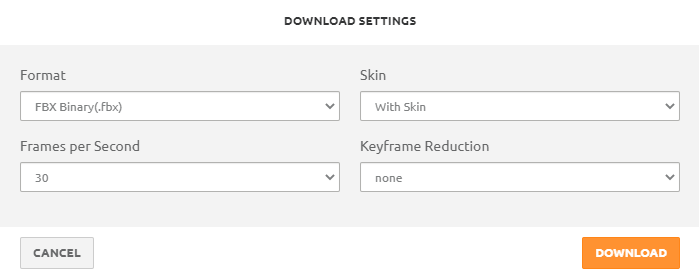 DOWNLOAD SETTINGS
Format
Skin
FBX Binary(.fbx)
With Skin
Frames per Second
Keyframe Reduction
30
none
CANCEL
DOWNLOAD